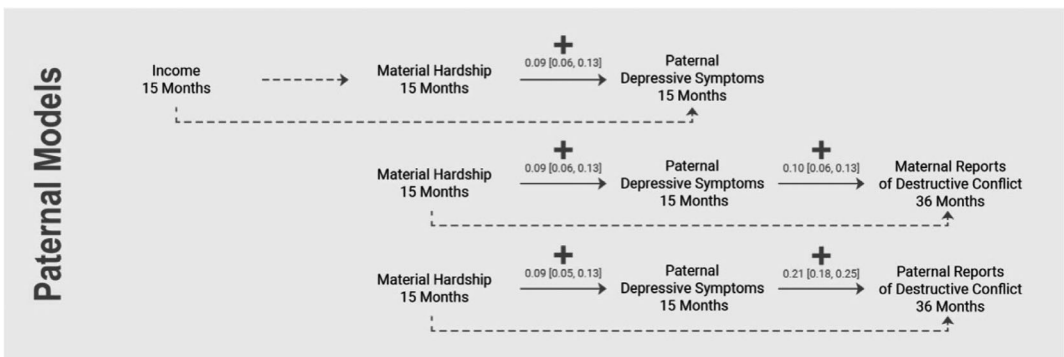 Paternal Models
Income
15 Months
Material Hardship
15 Months
+
0.09 [0.06, 0.13]
Paternal
Depressive Symptoms
15 Months
Material Hardship
15 Months
+
0.09 [0.06, 0.13]
Paternal
Depressive Symptoms
15 Months
+
0.10 [0.06, 0.13]
Maternal Reports
of Destructive Conflict
36 Months
Material Hardship
15 Months
+
0.09 [0.05, 0.13]
Paternal
Depressive Symptoms
15 Months
+
0.21 [0.18, 0.25]
Paternal Reports
of Destructive Conflict
36 Months